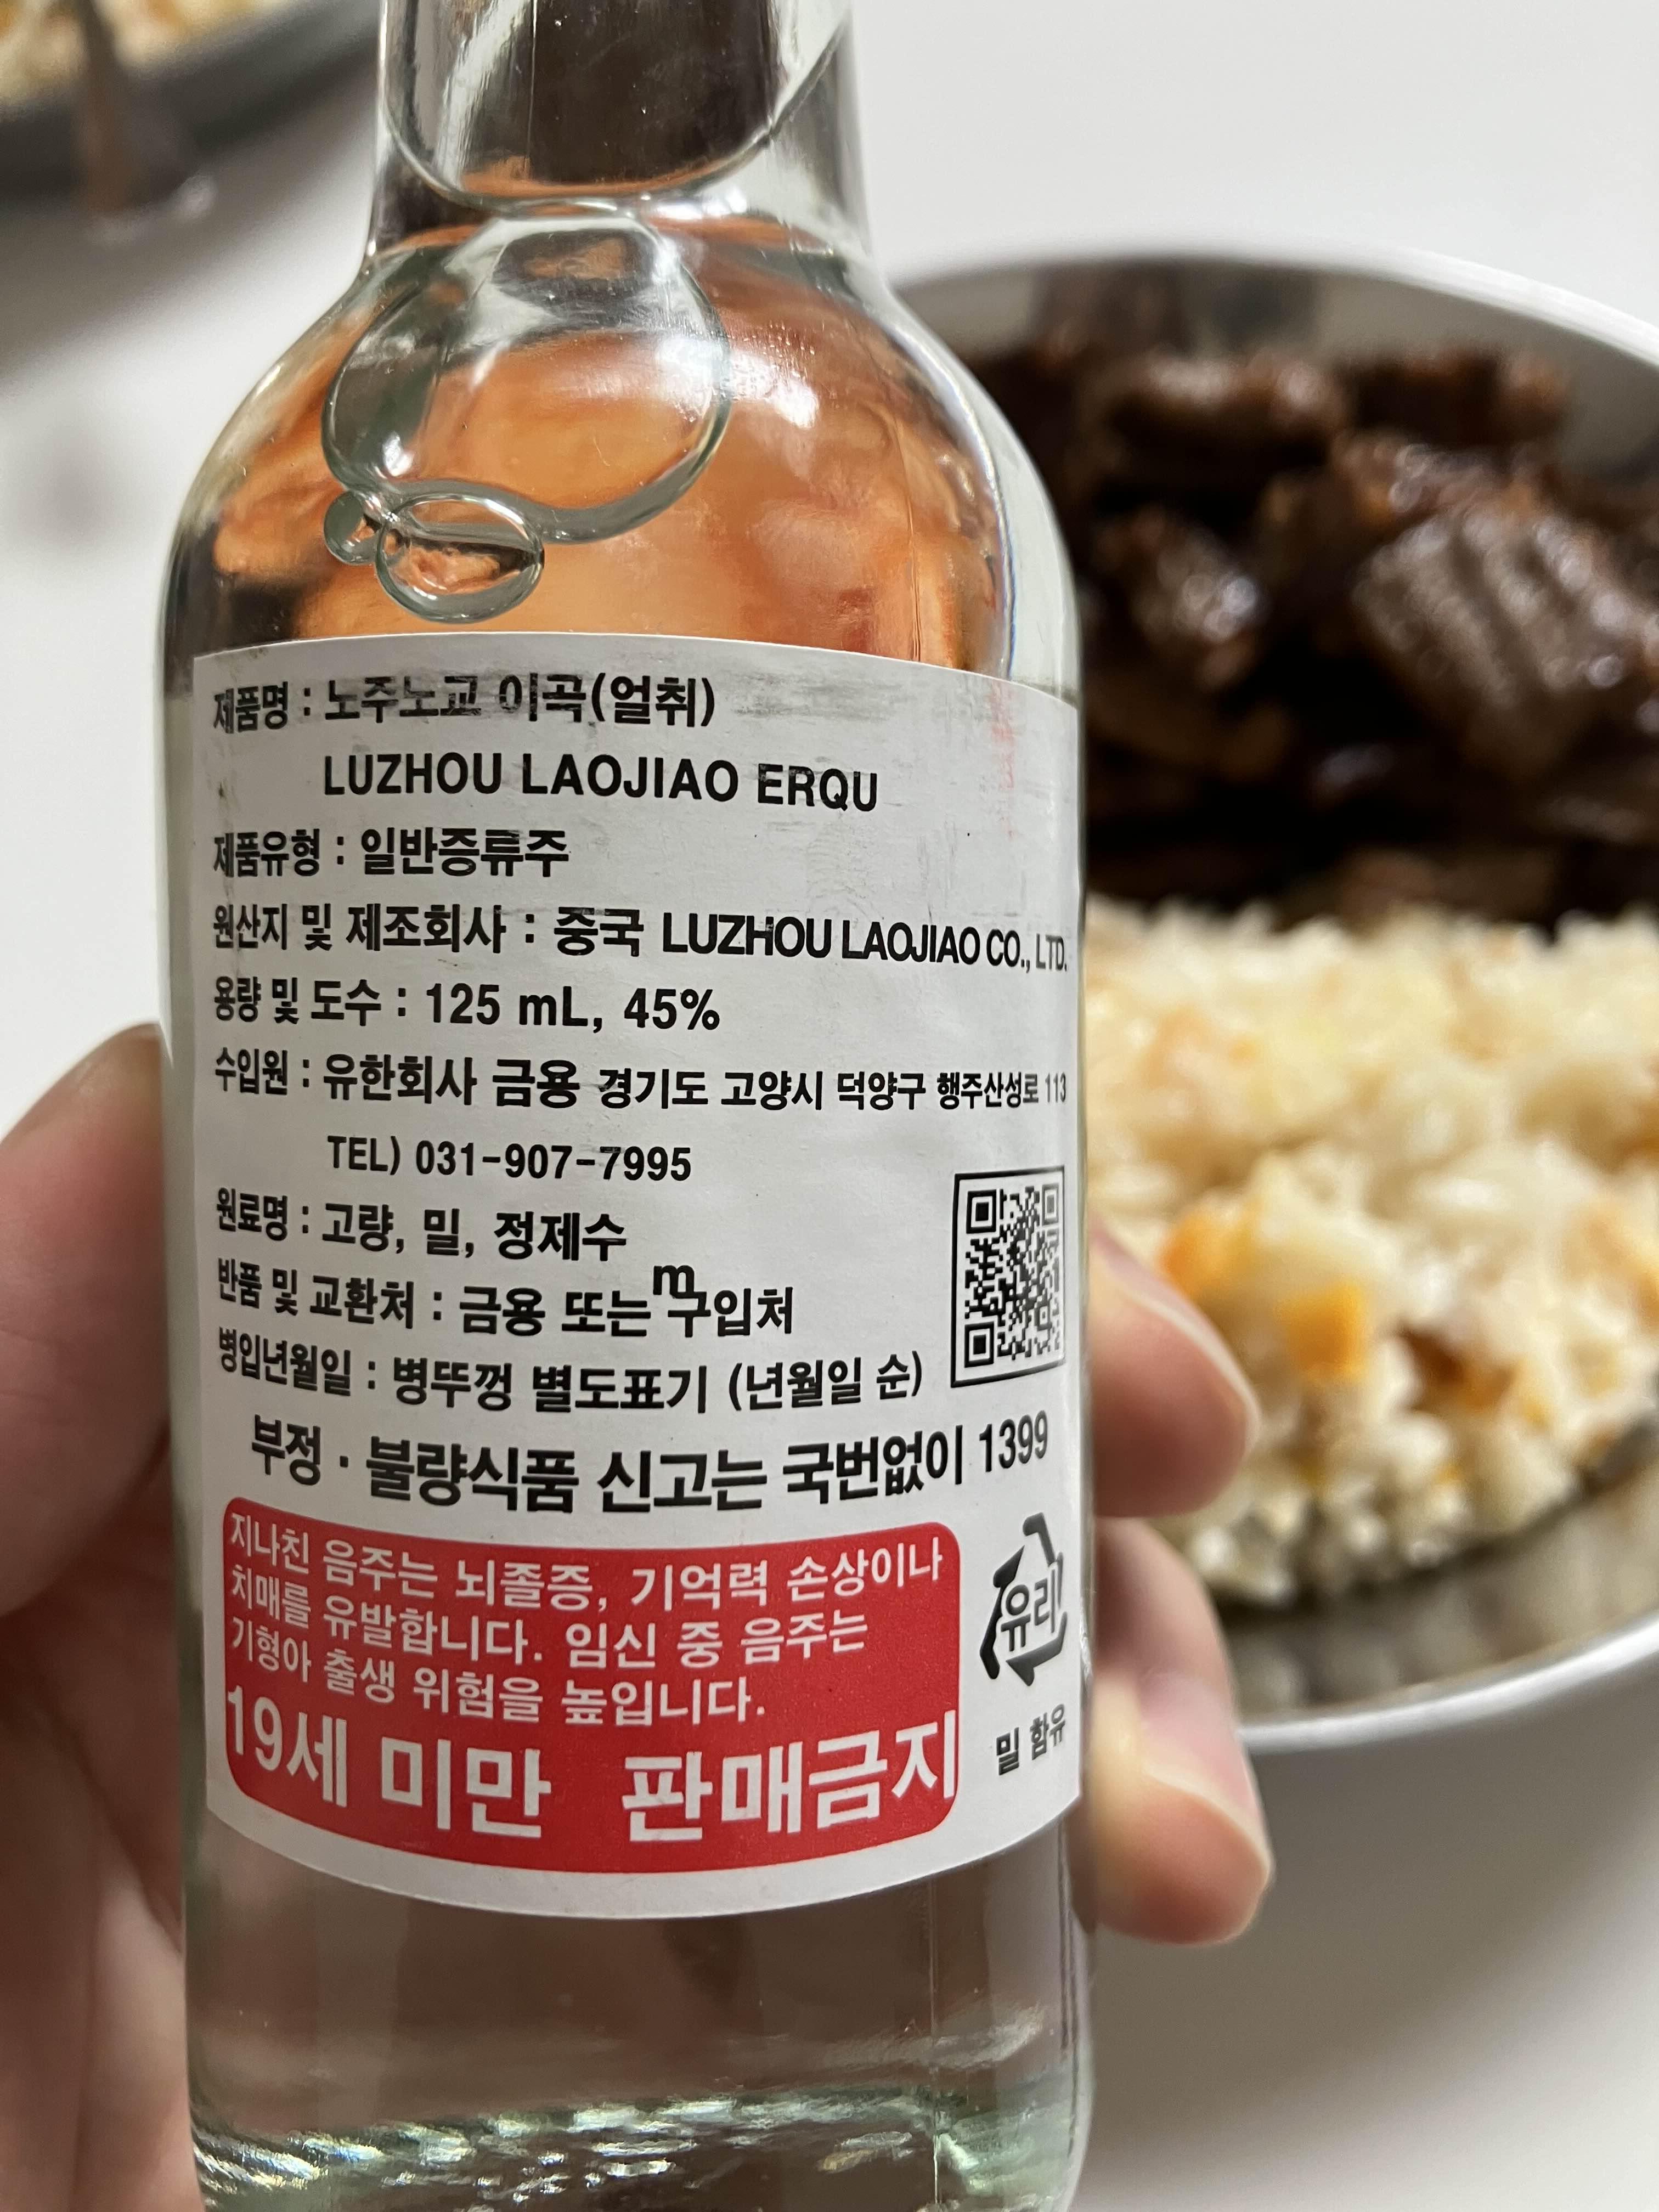 제품명 : 노주노교 이곡(얼취)
LUZHOU LAOJIAO ERQU
제품유형 : 일반증류주
원산지 및 제조회사 : 중국 LUZHOU LAOJIAO CO., LTD.
용량 및 도수 : 125 mL, 45%
수입원 : 유한회사 금용 경기도 고양시 덕양구 행주산성로 113
TEL) 031-907-7995
원료명 : 고량, 밀, 정제수
m
반품 및 교환처 : 금용 또는 구입처
병입년월일 : 병뚜껑 별도표기 (년월일 순)
부정 · 불량식품 신고는 국번없이 1399
지나친 음주는 뇌졸증, 기억력 손상이나
치매를 유발합니다. 임신 중 음주는
기형아 출생 위험을 높입니다.
19세 미만 판매금지
유리
밀 함유